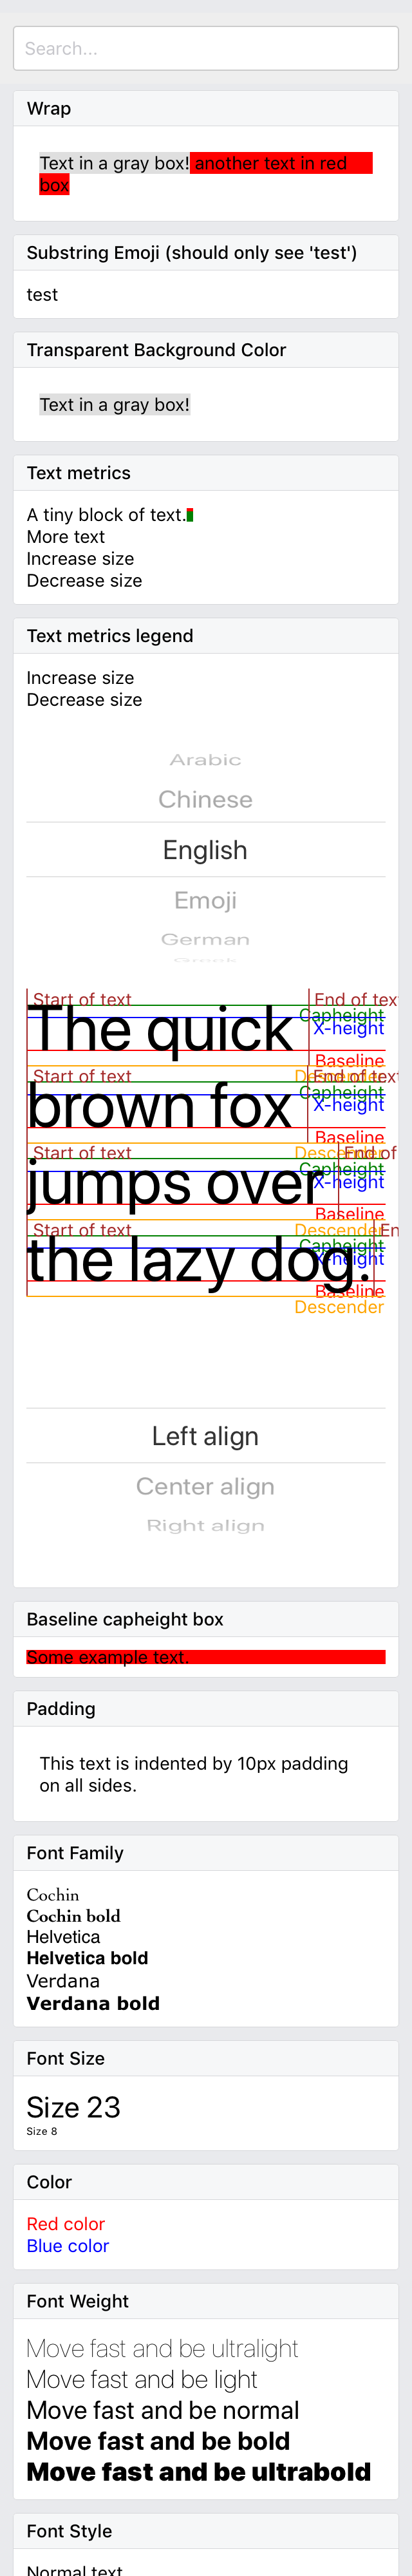 Search...
Wrap
Text in a gray box! another text in red
box
Substring Emoji (should only see 'test')
test
Transparent Background Color
Text in a gray box!
Text metrics
A tiny block of text.
More text
Increase size
Decrease size
Text metrics legend
Increase size
Decrease size
Arabic
Chinese
English
Emoji
German
Greek
Start of text
End of tex
Capheight
X-height
The quick
Baseline
Descender
Start of text
End of text
Capheight
X-height
brown fox
Baseline
Descender
Start of text
End of
Capheight
X-height
jumps over
Baseline
Descender
Start of text
En
Capheight
X-height
the lazy dog.
Baseline
Descender
Left align
Center align
Right align
Baseline capheight box
Some example text.
Padding
This text is indented by 10px padding
on all sides.
Font Family
Cochin
Cochin bold
Helvetica
Helvetica bold
Verdana
Verdana bold
Font Size
Size 23
Size 8
Color
Red color
Blue color
Font Weight
Move fast and be ultralight
Move fast and be light
Move fast and be normal
Move fast and be bold
Move fast and be ultrabold
Font Style
Normal text